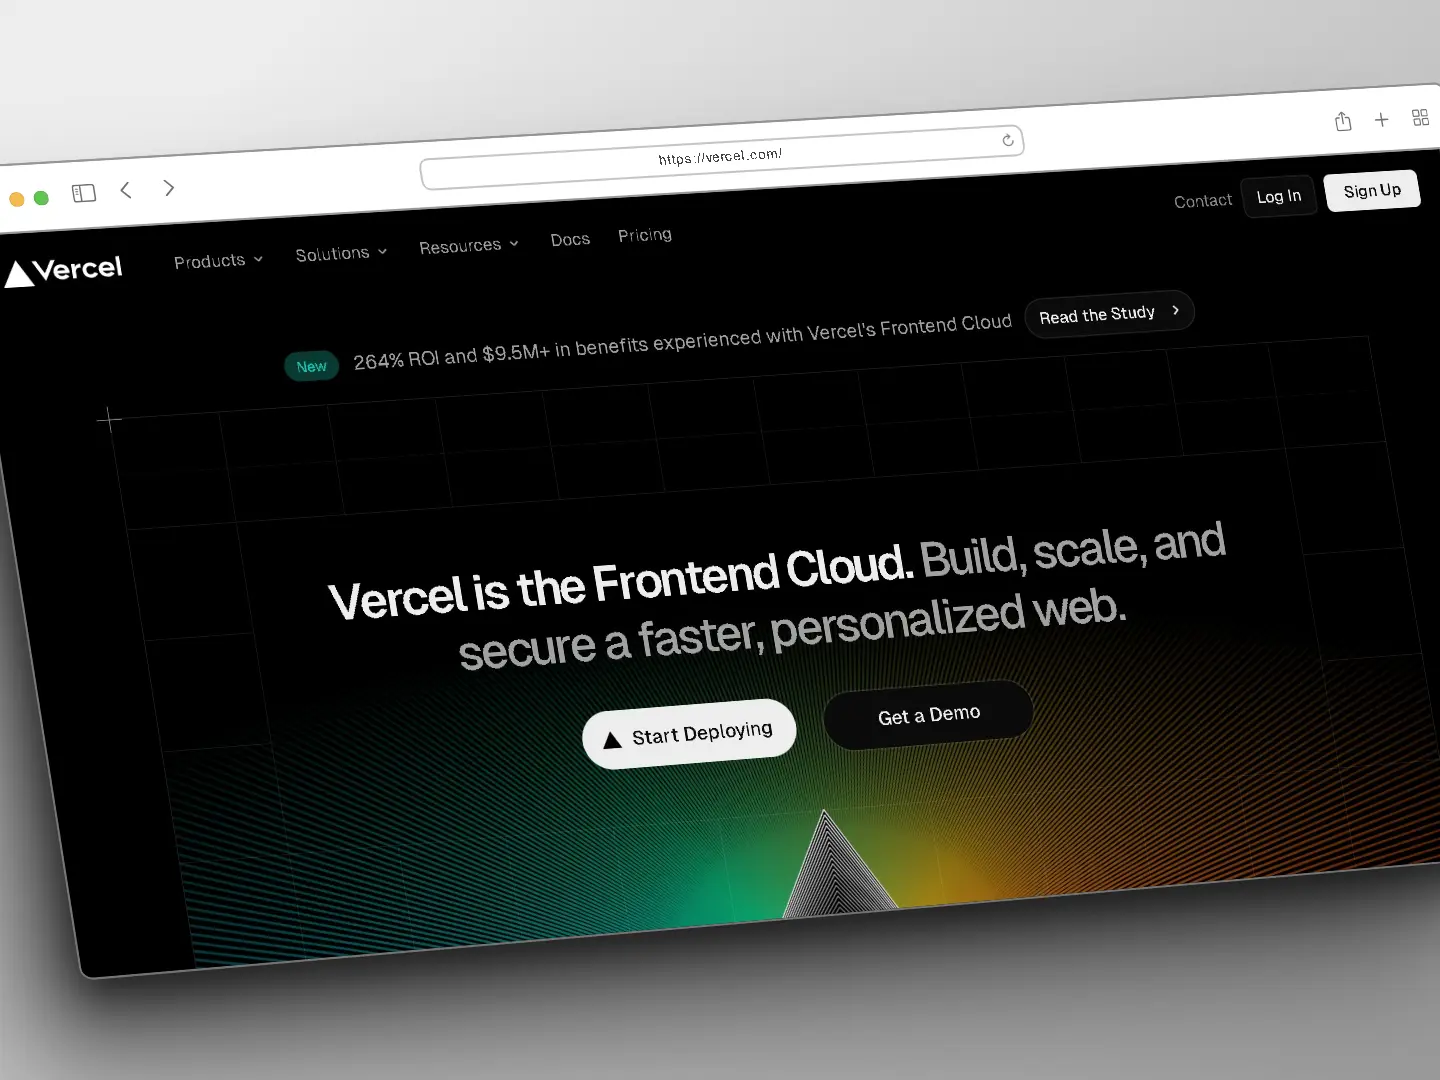 https://vercel.com/
Vercel Products Solutions Resources Docs Pricing Contact Log In Sign Up
New 264% ROI and $9.5M+ in benefits experienced with Vercel's Frontend Cloud Read the Study
Vercel is the Frontend Cloud. Build, scale, and
secure a faster, personalized web.
Start Deploying Get a Demo